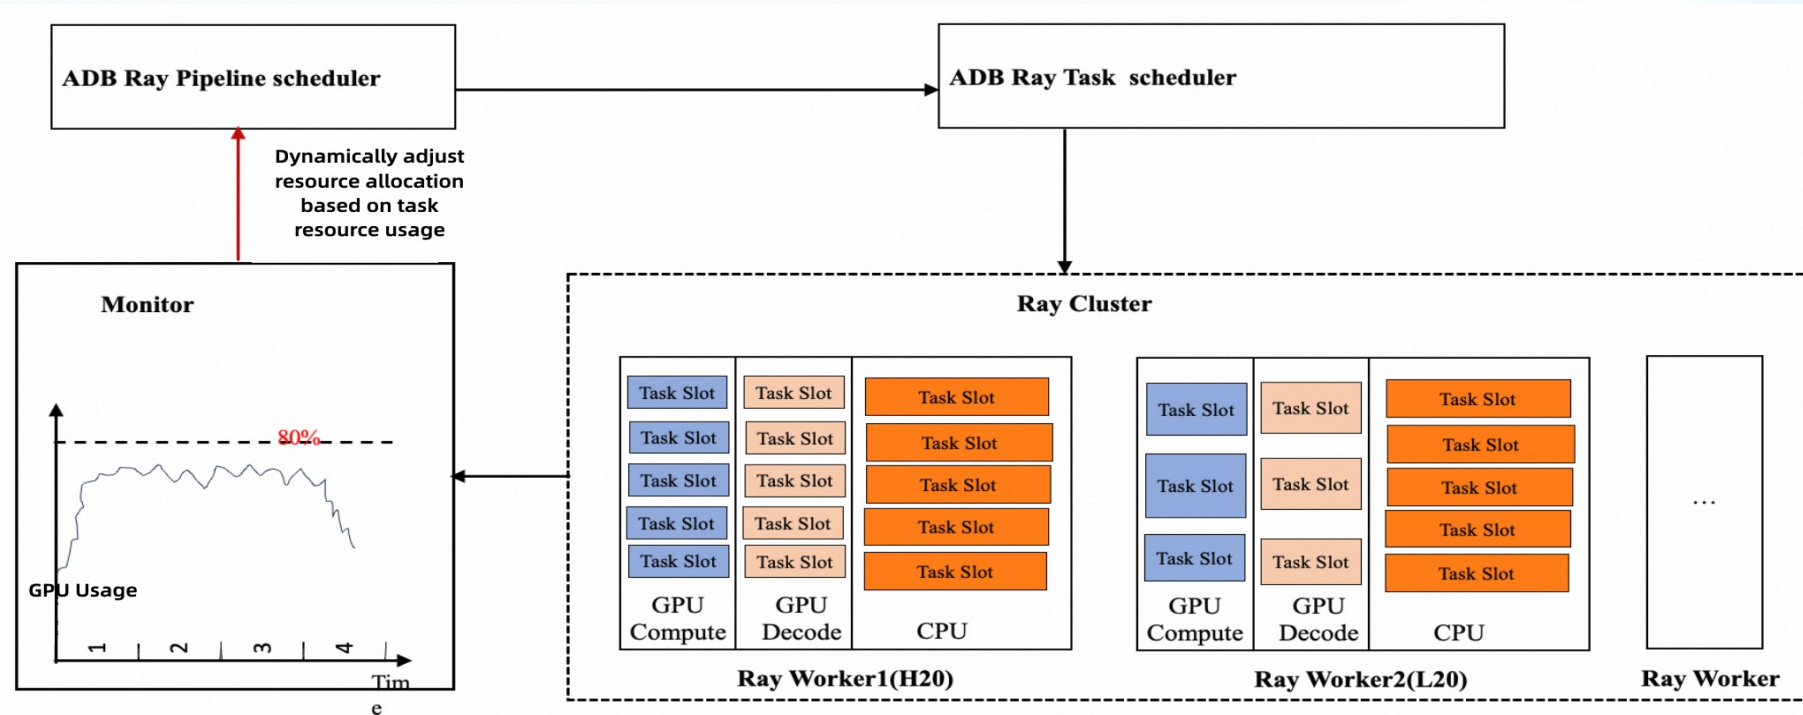 ADB Ray Pipeline scheduler
ADB Ray Task scheduler
Dynamically adjust
resource allocation
based on task
resource usage
Monitor
80%
GPU Usage
1
2
3
4
Tim
e
Ray Cluster
Task Slot
Task Slot
Task Slot
Task Slot
Task Slot
GPU
Compute
Task Slot
Task Slot
Task Slot
Task Slot
Task Slot
GPU
Decode
Task Slot
Task Slot
Task Slot
Task Slot
Task Slot
CPU
Ray Worker1(H20)
Task Slot
Task Slot
Task Slot
GPU
Compute
Task Slot
Task Slot
Task Slot
GPU
Decode
Task Slot
Task Slot
Task Slot
Task Slot
Task Slot
CPU
Ray Worker2(L20)
...
Ray Worker